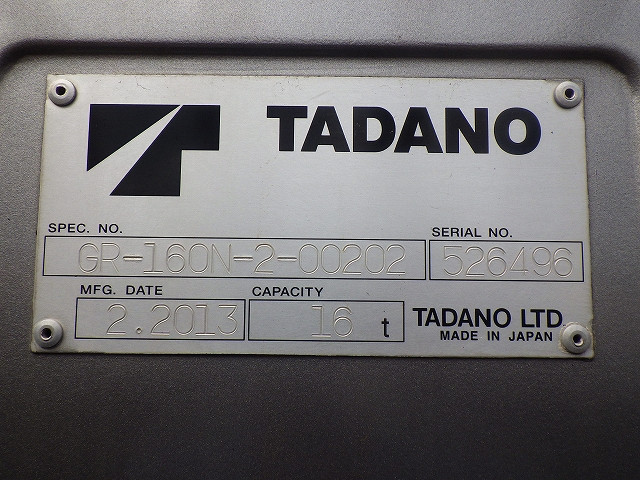 TADANO
SPEC. NO. SERIAL NO.
GR-160N-2-00202 526496
MFG. DATE CAPACITY
2.2013 16 t TADANO LTD.
MADE IN JAPAN